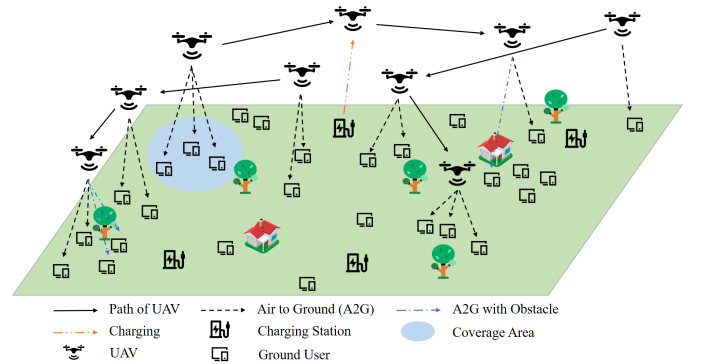 Path of UAV
Air to Ground (A2G)
A2G with Obstacle
Charging
Charging Station
Coverage Area
UAV
Ground User